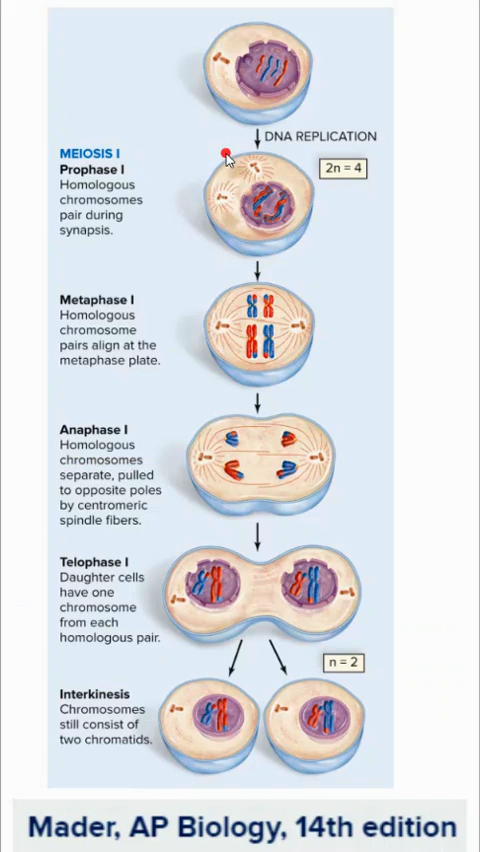 DNA REPLICATION
MEIOSIS I
Prophase I
Homologous
chromosomes
pair during
synapsis.
2n = 4
Metaphase I
Homologous
chromosome
pairs align at the
metaphase plate.
Anaphase I
Homologous
chromosomes
separate, pulled
to opposite poles
by centromeric
spindle fibers.
Telophase I
Daughter cells
have one
chromosome
from each
homologous pair.
n = 2
Interkinesis
Chromosomes
still consist of
two chromatids.
Mader, AP Biology, 14th edition